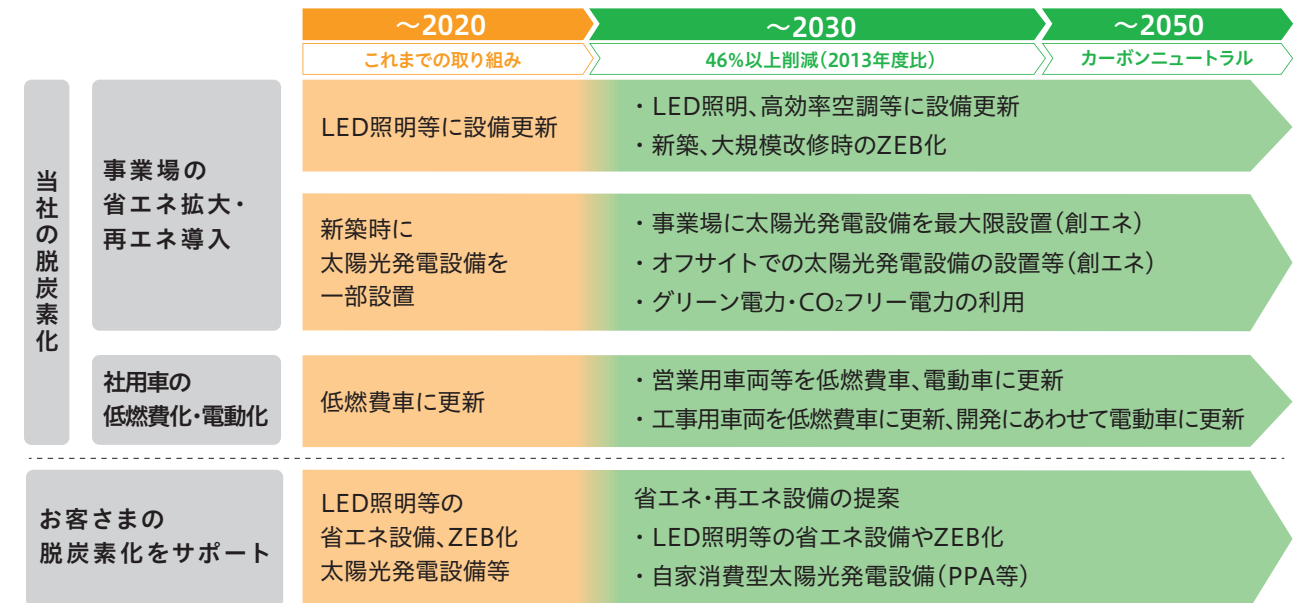 ～2020
～2030
～2050
これまでの取り組み
46%以上削減（2013年度比）
カーボンニュートラル
当社の脱炭素化
事業場の
省エネ拡大・
再エネ導入
LED照明等に設備更新
・LED照明、高効率空調等に設備更新
・新築、大規模改修時のZEB化
新築時に
太陽光発電設備を
一部設置
・事業場に太陽光発電設備を最大限設置（創エネ）
・オフサイトでの太陽光発電設備の設置等（創エネ）
・グリーン電力・CO₂フリー電力の利用
社用車の
低燃費化・電動化
低燃費車に更新
・営業用車両等を低燃費車、電動車に更新
・工事用車両を低燃費車に更新、開発にあわせて電動車に更新
お客さまの
脱炭素化をサポート
LED照明等の
省エネ設備、ZEB化
太陽光発電設備等
省エネ・再エネ設備の提案
・LED照明等の省エネ設備やZEB化
・自家消費型太陽光発電設備（PPA等）